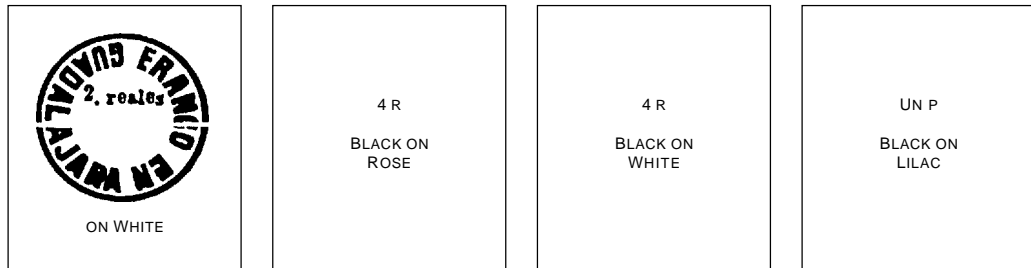 FRANCO EN GUADALAJARA
2. reales
ON WHITE
4 R
BLACK ON
ROSE
4 R
BLACK ON
WHITE
UN P
BLACK ON
LILAC